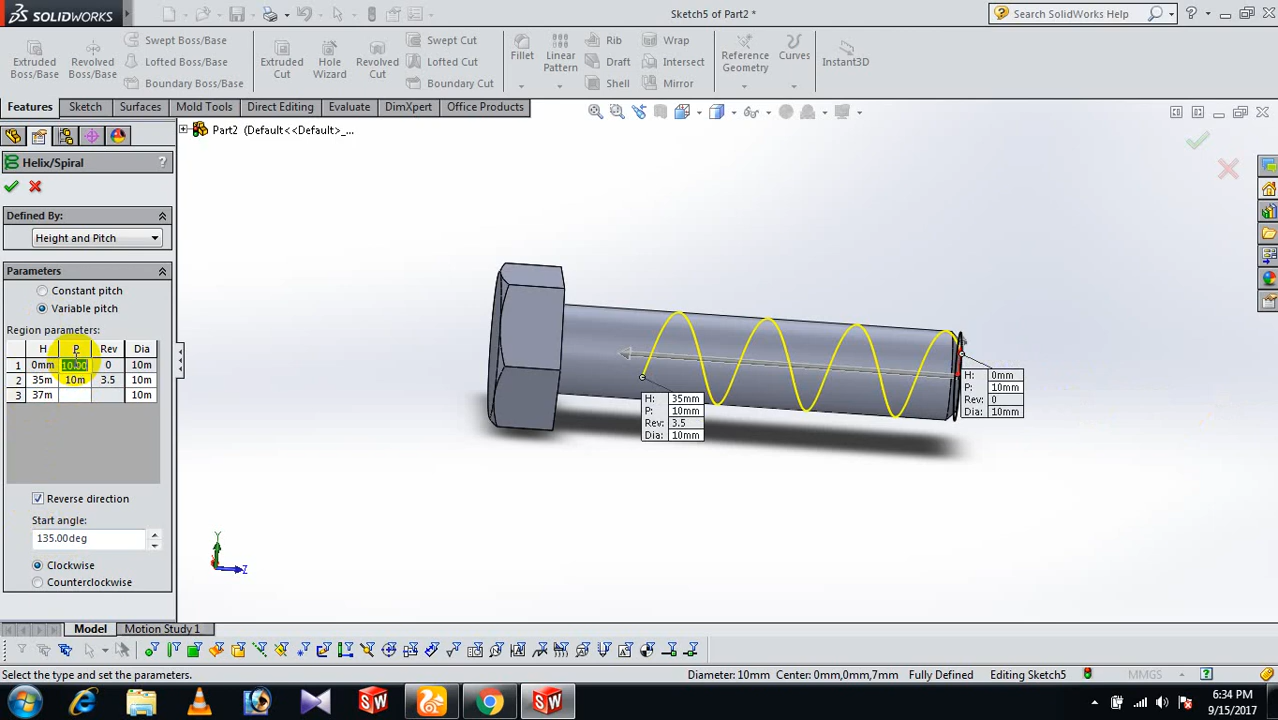 SOLIDWORKS
Sketch5 of Part2 *
Search SolidWorks Help
Extruded Boss/Base
Revolved Boss/Base
Swept Boss/Base
Lofted Boss/Base
Boundary Boss/Base
Extruded Cut
Hole Wizard
Revolved Cut
Swept Cut
Lofted Cut
Boundary Cut
Fillet
Linear Pattern
Rib
Draft
Shell
Wrap
Intersect
Mirror
Reference Geometry
Curves
Instant3D
Features
Sketch
Surfaces
Mold Tools
Direct Editing
Evaluate
DimXpert
Office Products
Part2 (Default<<Default>_...
Helix/Spiral
?
Defined By:
Height and Pitch
Parameters
Constant pitch
Variable pitch
Region parameters:
H P Rev Dia
1 0mm 10.00 0 10m
2 35m 10m 3.5 10m
3 37m 10m
Reverse direction
Start angle:
135.00deg
Clockwise
Counterclockwise
H: 35mm
P: 10mm
Rev: 3.5
Dia: 10mm
H: 0mm
P: 10mm
Rev: 0
Dia: 10mm
Y
Z
Model
Motion Study 1
Select the type and set the parameters.
Diameter: 10mm Center: 0mm,0mm,7mm
Fully Defined
Editing Sketch5
MMGS
?
6:34 PM
9/15/2017